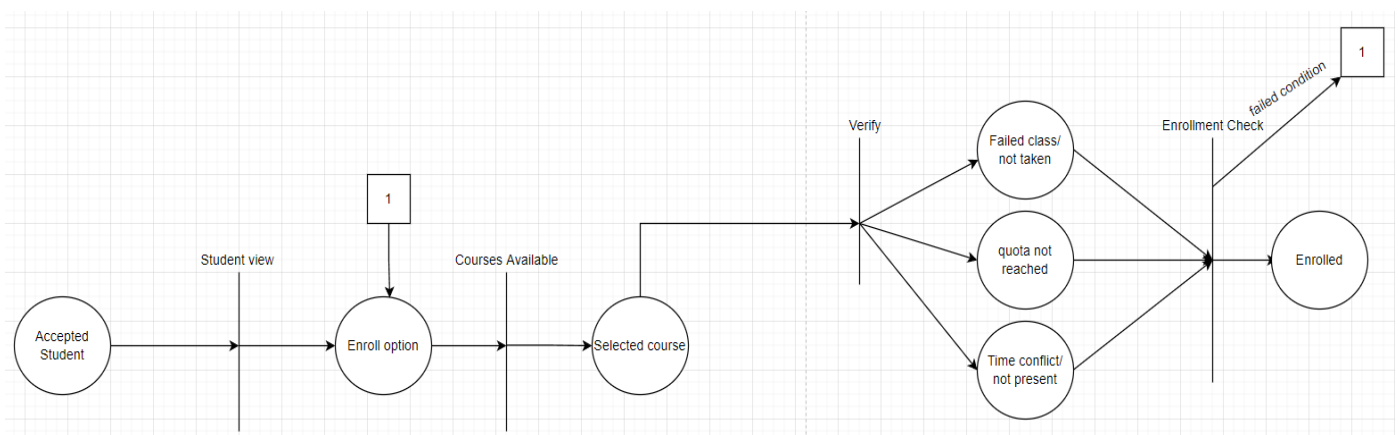 Accepted
Student
Student view
1
Enroll option
Courses Available
Selected course
Verify
Failed class/
not taken
quota not
reached
Time conflict/
not present
Enrollment Check
failed condition
1
Enrolled